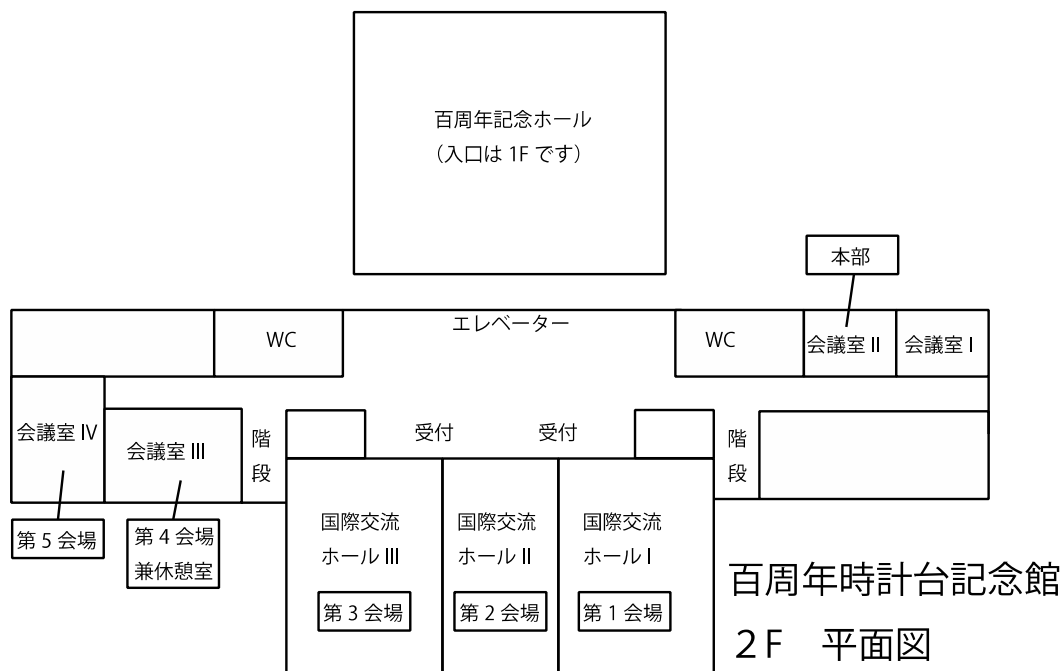 百周年記念ホール
（入口は 1F です）
本部
WC
エレベーター
WC
会議室 II
会議室 I
会議室 IV
会議室 III
階
段
受付
受付
階
段
第 5 会場
第 4 会場
兼休憩室
国際交流
ホール III
第 3 会場
国際交流
ホール II
第 2 会場
国際交流
ホール I
第 1 会場
百周年時計台記念館
２F　平面図